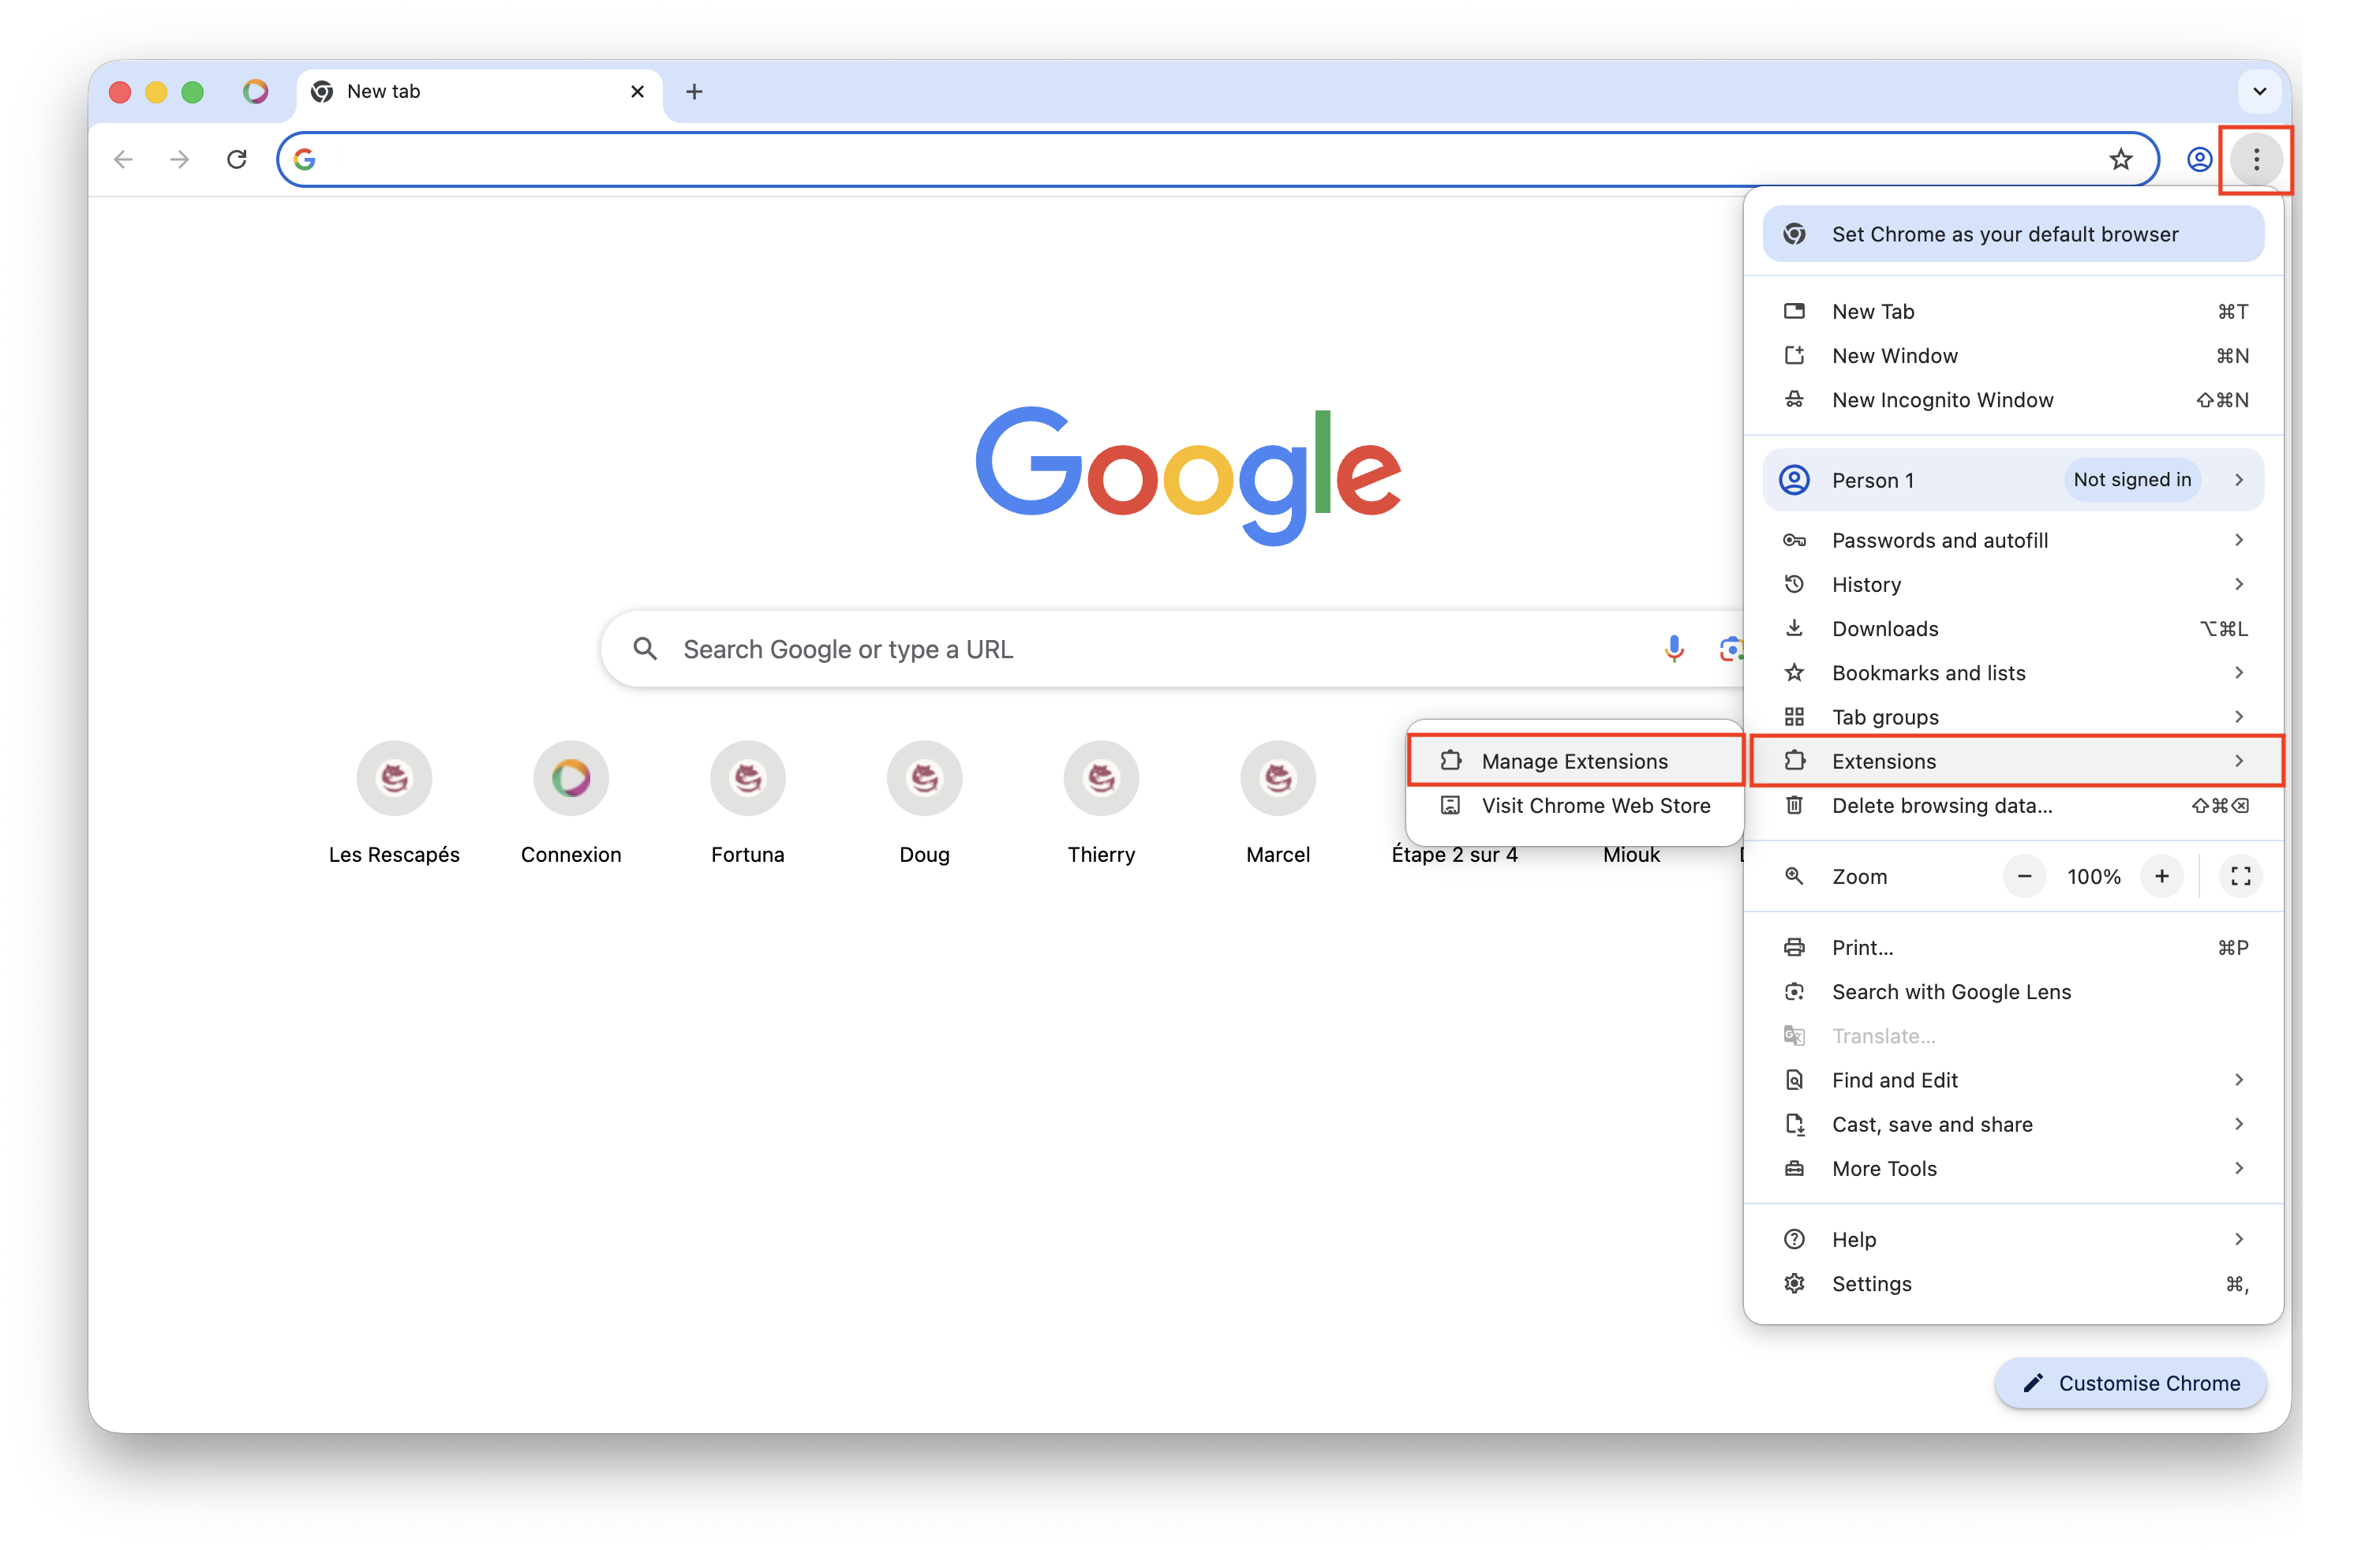 New tab
Set Chrome as your default browser
New Tab ⌘T
New Window ⌘N
New Incognito Window ⇧⌘N
Person 1 Not signed in
Passwords and autofill
History
Downloads ⌥⌘L
Bookmarks and lists
Tab groups
Extensions
Delete browsing data... ⇧⌘⌫
Zoom − 100% +
Print... ⌘P
Search with Google Lens
Translate...
Find and Edit
Cast, save and share
More Tools
Help
Settings ⌘,
Manage Extensions
Visit Chrome Web Store
Google
Search Google or type a URL
Les Rescapés Connexion Fortuna Doug Thierry Marcel Étape 2 sur 4 Miouk
Customise Chrome